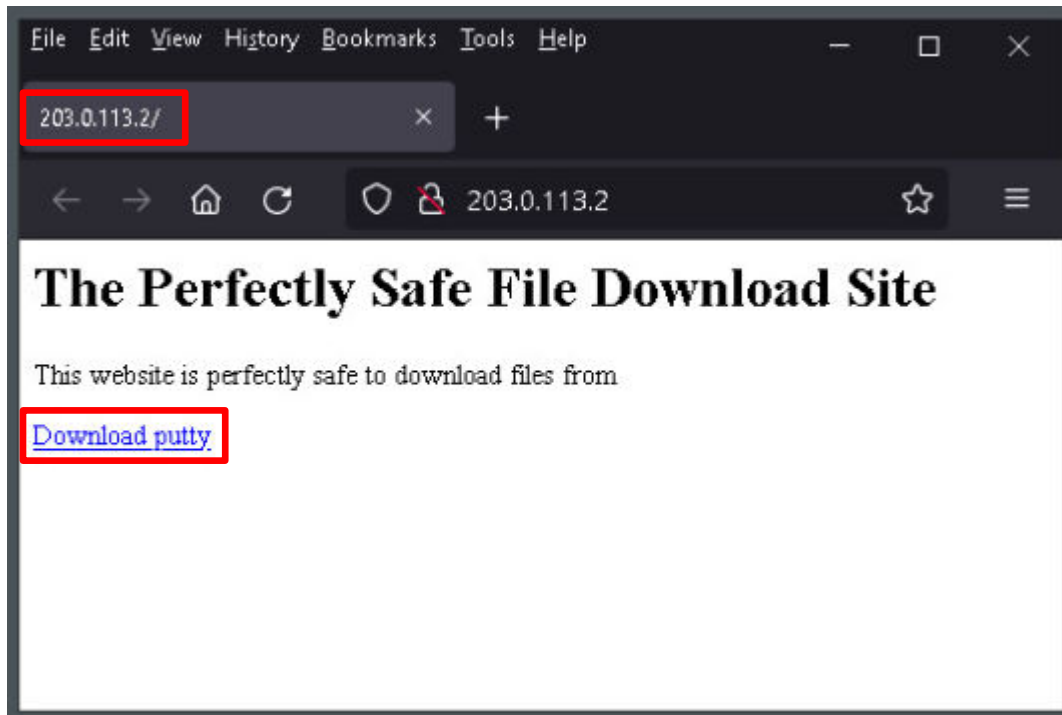 File Edit View History Bookmarks Tools Help
203.0.113.2/
203.0.113.2
The Perfectly Safe File Download Site
This website is perfectly safe to download files from
Download putty